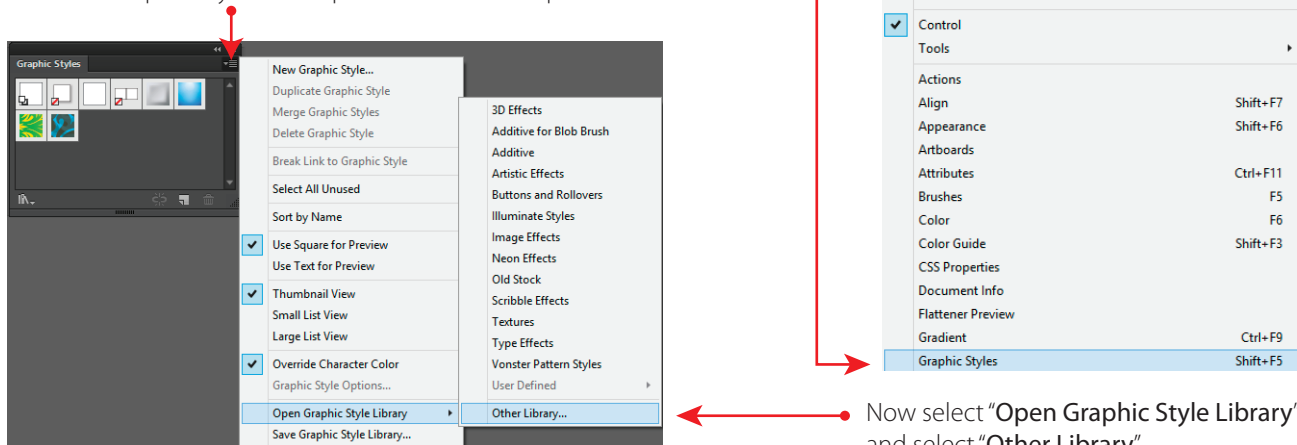 Graphic Styles
New Graphic Style...
Duplicate Graphic Style
Merge Graphic Styles
Delete Graphic Style
Break Link to Graphic Style
Select All Unused
Sort by Name
Use Square for Preview
Use Text for Preview
Thumbnail View
Small List View
Large List View
Override Character Color
Graphic Style Options...
Open Graphic Style Library
Save Graphic Style Library...
3D Effects
Additive for Blob Brush
Additive
Artistic Effects
Buttons and Rollovers
Illuminate Styles
Image Effects
Neon Effects
Old Stock
Scribble Effects
Textures
Type Effects
Vonster Pattern Styles
User Defined
Other Library...
Control
Tools
Actions
Align Shift+F7
Appearance Shift+F6
Artboards
Attributes Ctrl+F11
Brushes F5
Color F6
Color Guide Shift+F3
CSS Properties
Document Info
Flattener Preview
Gradient Ctrl+F9
Graphic Styles Shift+F5
Now select “Open Graphic Style Library”
and select “Other Library”